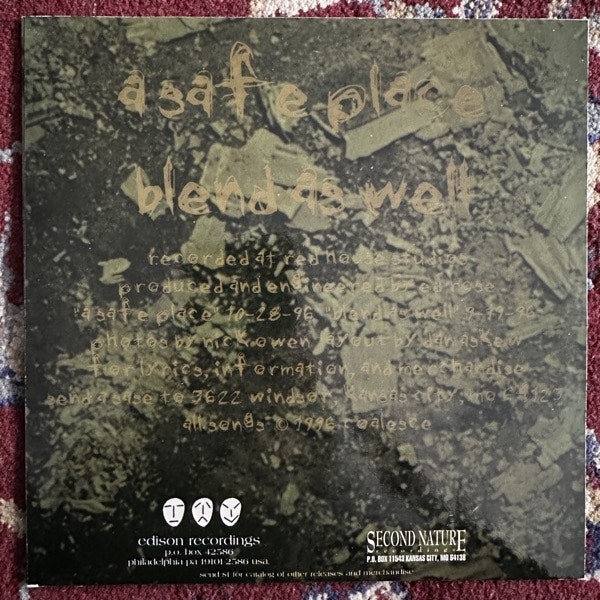 a safe place
blend as well
recorded at red house studios
produced and engineered by ed rose
"a safe place" 10-28-96 "blend as well"
photos by nick owen layout by dan askew
for lyrics, information, and merchandise
send a sase to 3622 windsor, kansas city, mo 64123
all songs © 1996 coalesce
edison recordings
p.o. box 42586
philadelphia pa 19101 2586 usa.
SECOND NATURE
recordings
P.O. BOX 11543 KANSAS CITY, MO 64138
send $1 for catalog of other releases and merchandise